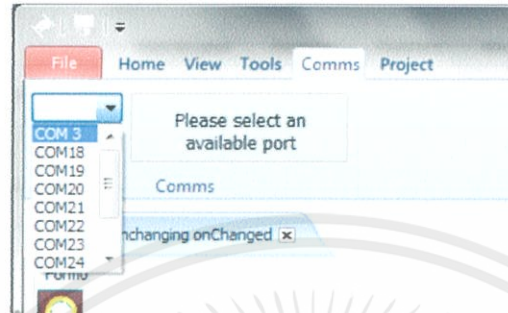 File Home View Tools Comms Project
Please select an
available port
COM 3
COM18
COM19
COM20
COM21
COM22
COM23
COM24
Comms
nchanging onChanged
Form0